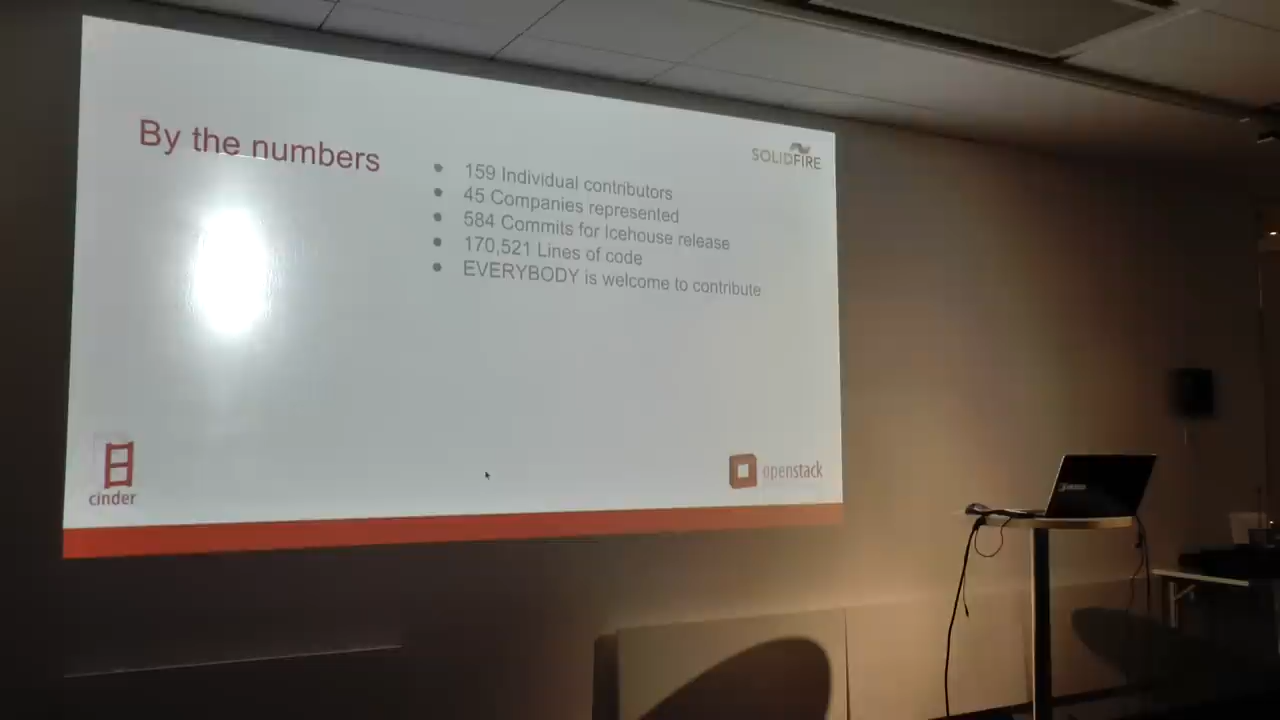 By the numbers
SOLIDFIRE
159 Individual contributors
45 Companies represented
584 Commits for Icehouse release
170,521 Lines of code
EVERYBODY is welcome to contribute
cinder
openstack